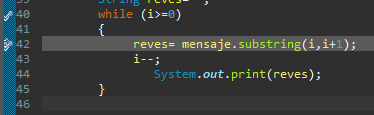 String reves= "";
40 while (i>=0)
41 {
42 reves= mensaje.substring(i,i+1);
43 i--;
44 System.out.print(reves);
45 }
46